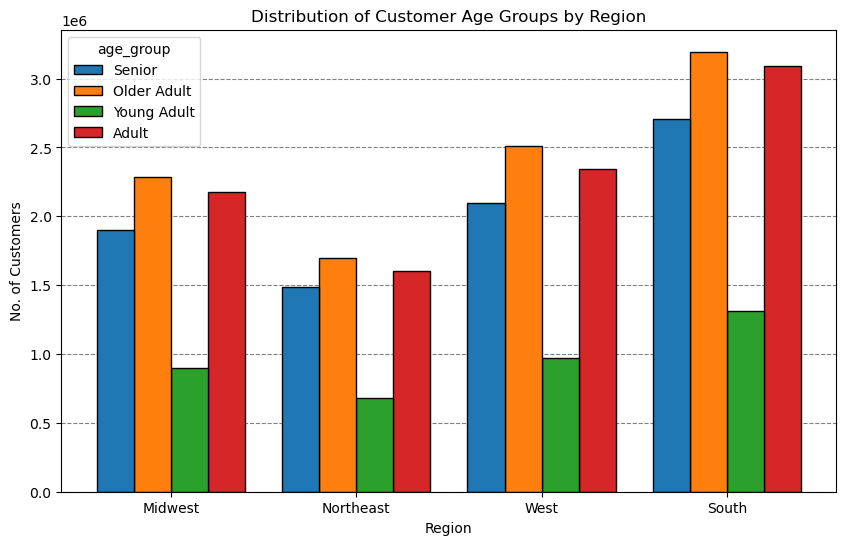 Distribution of Customer Age Groups by Region
1e6
age_group
Senior
Older Adult
Young Adult
Adult
3.0
2.5
2.0
1.5
1.0
0.5
0.0
No. of Customers
Midwest
Northeast
West
South
Region